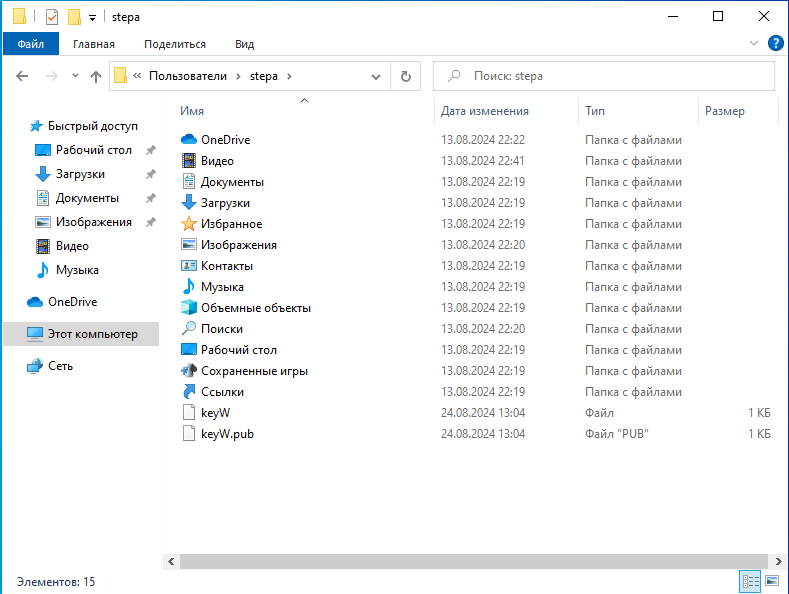 stepa
Файл Главная Поделиться Вид
« Пользователи › stepa › Поиск: stepa
Имя Дата изменения Тип Размер
Быстрый доступ
Рабочий стол
Загрузки
Документы
Изображения
Видео
Музыка
OneDrive
Этот компьютер
Сеть
OneDrive 13.08.2024 22:22 Папка с файлами
Видео 13.08.2024 22:41 Папка с файлами
Документы 13.08.2024 22:19 Папка с файлами
Загрузки 13.08.2024 22:19 Папка с файлами
Избранное 13.08.2024 22:19 Папка с файлами
Изображения 13.08.2024 22:20 Папка с файлами
Контакты 13.08.2024 22:19 Папка с файлами
Музыка 13.08.2024 22:19 Папка с файлами
Объемные объекты 13.08.2024 22:19 Папка с файлами
Поиски 13.08.2024 22:20 Папка с файлами
Рабочий стол 13.08.2024 22:19 Папка с файлами
Сохраненные игры 13.08.2024 22:19 Папка с файлами
Ссылки 13.08.2024 22:19 Папка с файлами
keyW 24.08.2024 13:04 Файл 1 КБ
keyW.pub 24.08.2024 13:04 Файл "PUB" 1 КБ
Элементов: 15